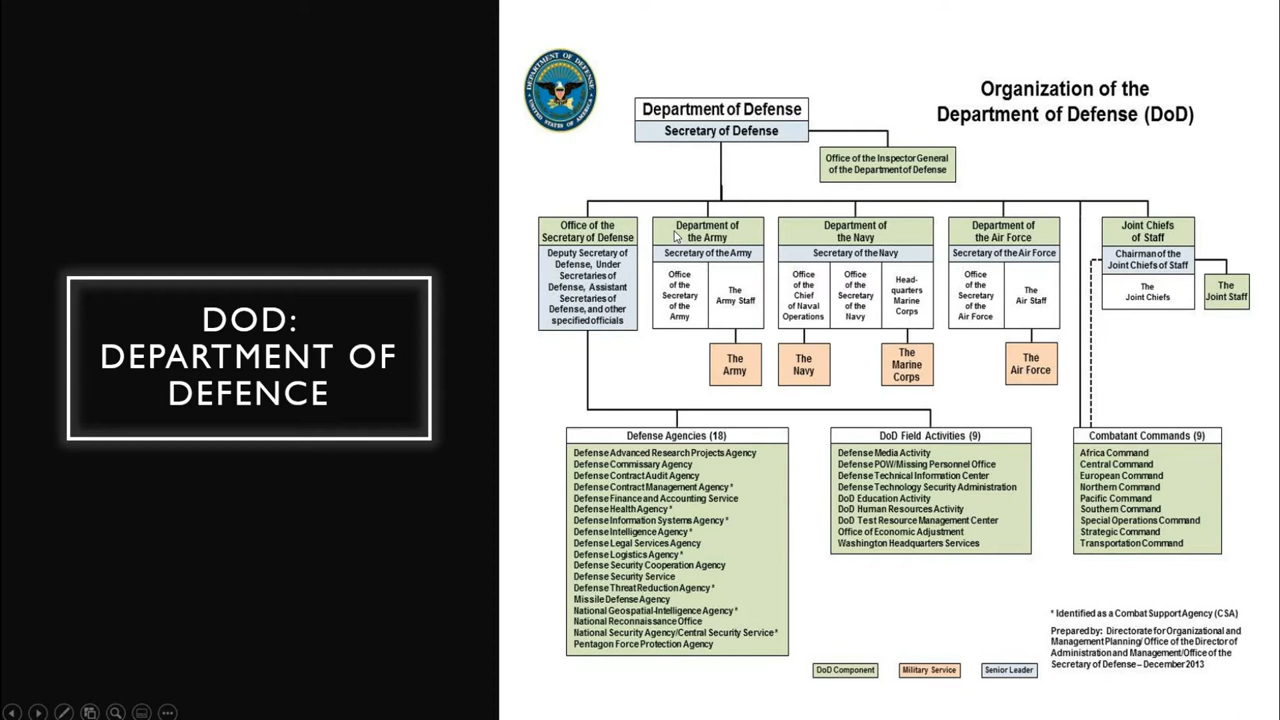 DOD:
DEPARTMENT OF
DEFENCE
DEPARTMENT OF DEFENSE
UNITED STATES OF AMERICA
Organization of the
Department of Defense (DoD)
Department of Defense
Secretary of Defense
Office of the Inspector General
of the Department of Defense
Office of the
Secretary of Defense
Deputy Secretary of
Defense, Under
Secretaries of
Defense, Assistant
Secretaries of
Defense, and other
specified officials
Department of
the Army
Secretary of the Army
Office
of the
Secretary
of the
Army
The
Army Staff
The
Army
Department of
the Navy
Secretary of the Navy
Office
of the
Chief
of Naval
Operations
Office
of the
Secretary
of the
Navy
Head-
quarters
Marine
Corps
The
Navy
The
Marine
Corps
Department of
the Air Force
Secretary of the Air Force
Office
of the
Secretary
of the
Air Force
The
Air Staff
The
Air Force
Joint Chiefs
of Staff
Chairman of the
Joint Chiefs of Staff
The
Joint Chiefs
The
Joint Staff
Defense Agencies (18)
Defense Advanced Research Projects Agency
Defense Commissary Agency
Defense Contract Audit Agency
Defense Contract Management Agency *
Defense Finance and Accounting Service
Defense Health Agency *
Defense Information Systems Agency *
Defense Intelligence Agency *
Defense Legal Services Agency
Defense Logistics Agency *
Defense Security Cooperation Agency
Defense Security Service
Defense Threat Reduction Agency *
Missile Defense Agency
National Geospatial-Intelligence Agency *
National Reconnaissance Office
National Security Agency/Central Security Service *
Pentagon Force Protection Agency
DoD Field Activities (9)
Defense Media Activity
Defense POW/Missing Personnel Office
Defense Technical Information Center
Defense Technology Security Administration
DoD Education Activity
DoD Human Resources Activity
DoD Test Resource Management Center
Office of Economic Adjustment
Washington Headquarters Services
Combatant Commands (9)
Africa Command
Central Command
European Command
Northern Command
Pacific Command
Southern Command
Special Operations Command
Strategic Command
Transportation Command
* Identified as a Combat Support Agency (CSA)
Prepared by: Directorate for Organizational and
Management Planning/ Office of the Director of
Administration and Management/Office of the
Secretary of Defense – December 2013
DoD Component
Military Service
Senior Leader